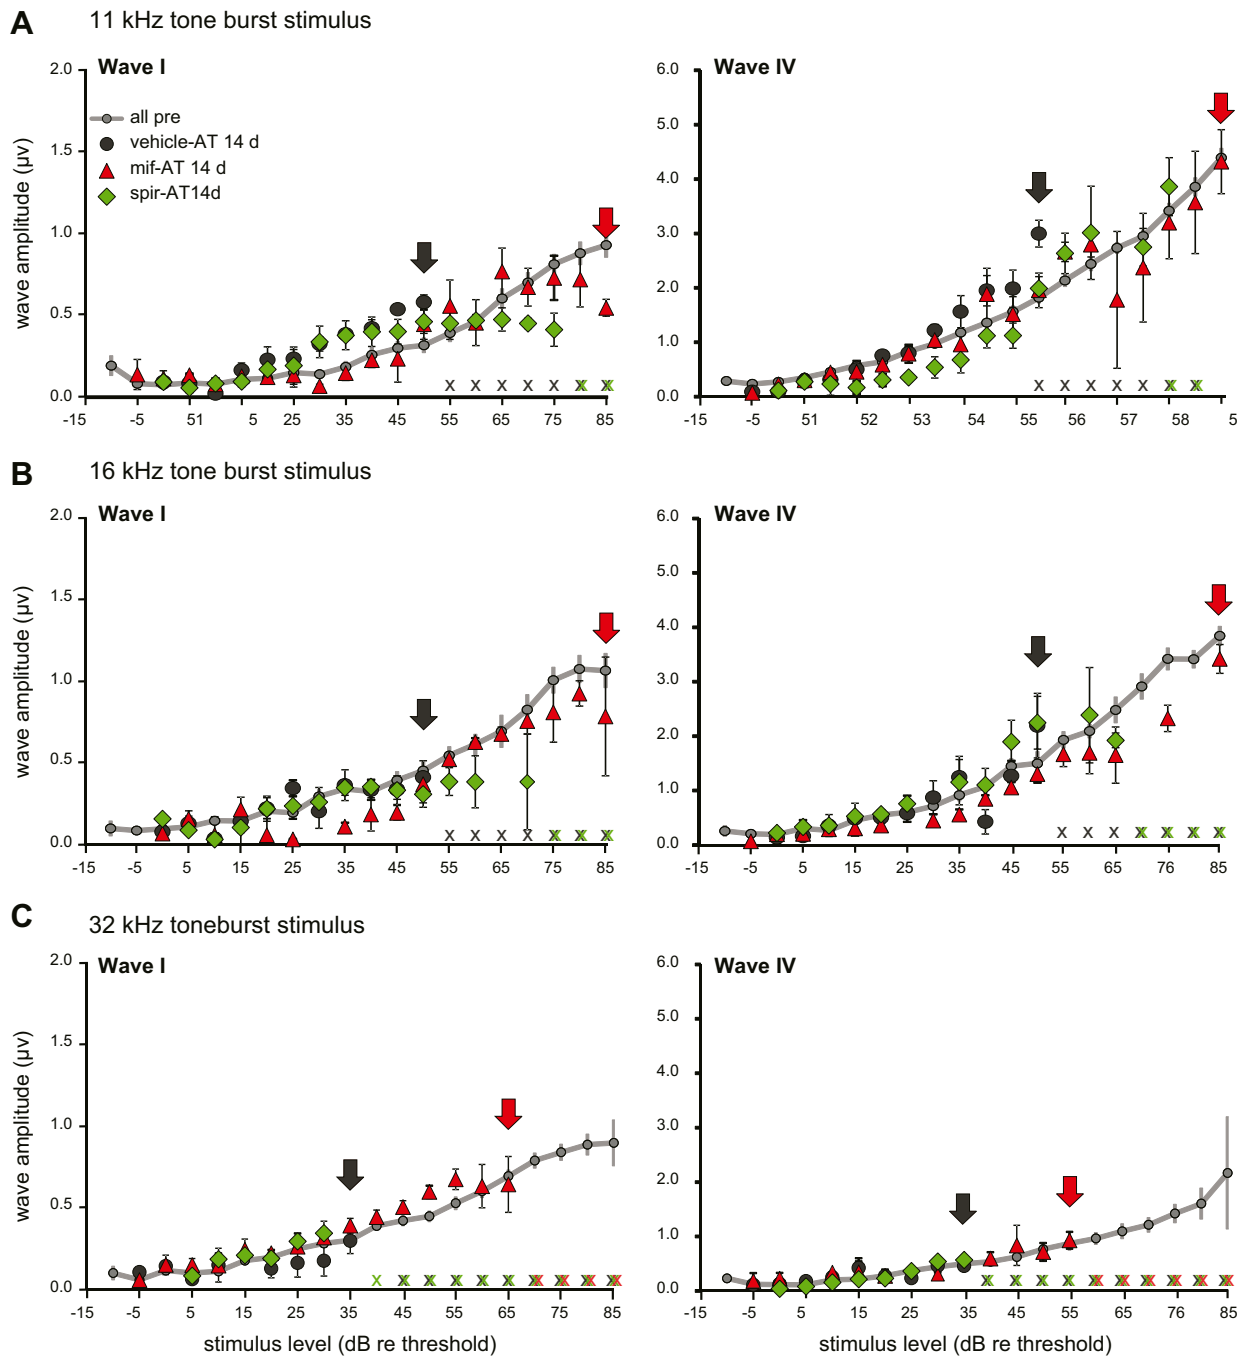 A 11 kHz tone burst stimulus
Wave I
wave amplitude (µv)
2.0
1.5
1.0
0.5
0.0
all pre
vehicle-AT 14 d
mif-AT 14 d
spir-AT14d
X X X X X X X
-15 -5 51 5 25 35 45 55 65 75 85
Wave IV
6.0
5.0
4.0
3.0
2.0
1.0
0.0
X X X X X X X
-15 -5 51 52 53 54 55 56 57 58 5
B 16 kHz tone burst stimulus
Wave I
wave amplitude (µv)
2.0
1.5
1.0
0.5
0.0
X X X X X X X
-15 -5 5 15 25 35 45 55 65 75 85
Wave IV
6.0
5.0
4.0
3.0
2.0
1.0
0.0
X X X X X X X
-15 -5 5 15 25 35 45 55 65 76 85
C 32 kHz toneburst stimulus
Wave I
wave amplitude (µv)
2.0
1.5
1.0
0.5
0.0
X X X X X X X X X X
-15 -5 5 15 25 35 45 55 65 75 85
stimulus level (dB re threshold)
Wave IV
6.0
5.0
4.0
3.0
2.0
1.0
0.0
X X X X X X X X X X
-15 -5 5 15 25 35 45 55 65 76 85
stimulus level (dB re threshold)